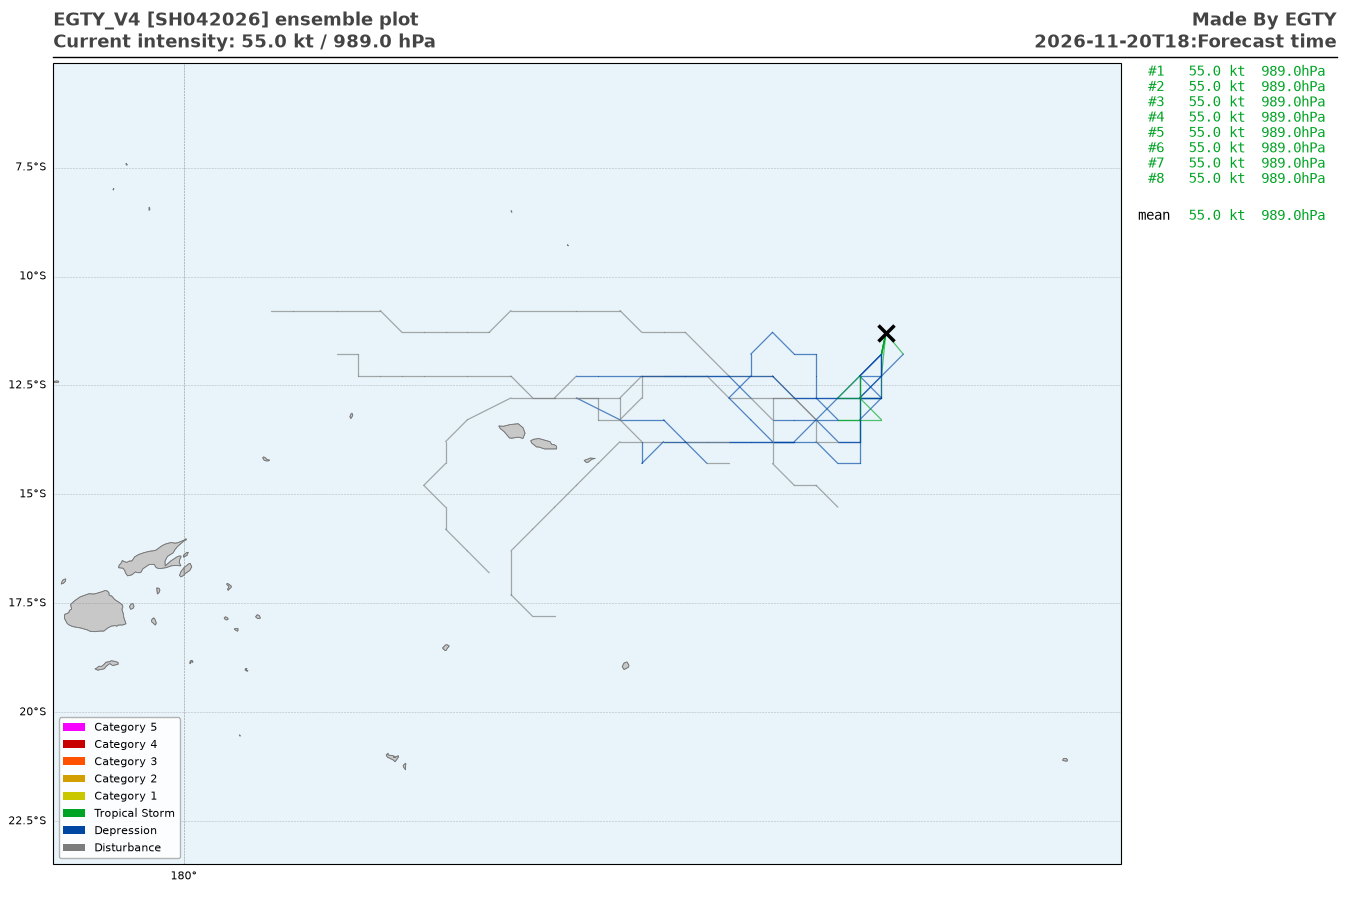 EGTY_V4 [SH042026] ensemble plot
Current intensity: 55.0 kt / 989.0 hPa
Made By EGTY
2026-11-20T18:Forecast time
#1 55.0 kt 989.0hPa
#2 55.0 kt 989.0hPa
#3 55.0 kt 989.0hPa
#4 55.0 kt 989.0hPa
#5 55.0 kt 989.0hPa
#6 55.0 kt 989.0hPa
#7 55.0 kt 989.0hPa
#8 55.0 kt 989.0hPa
mean 55.0 kt 989.0hPa
7.5°S
10°S
12.5°S
15°S
17.5°S
20°S
22.5°S
180°
Category 5
Category 4
Category 3
Category 2
Category 1
Tropical Storm
Depression
Disturbance